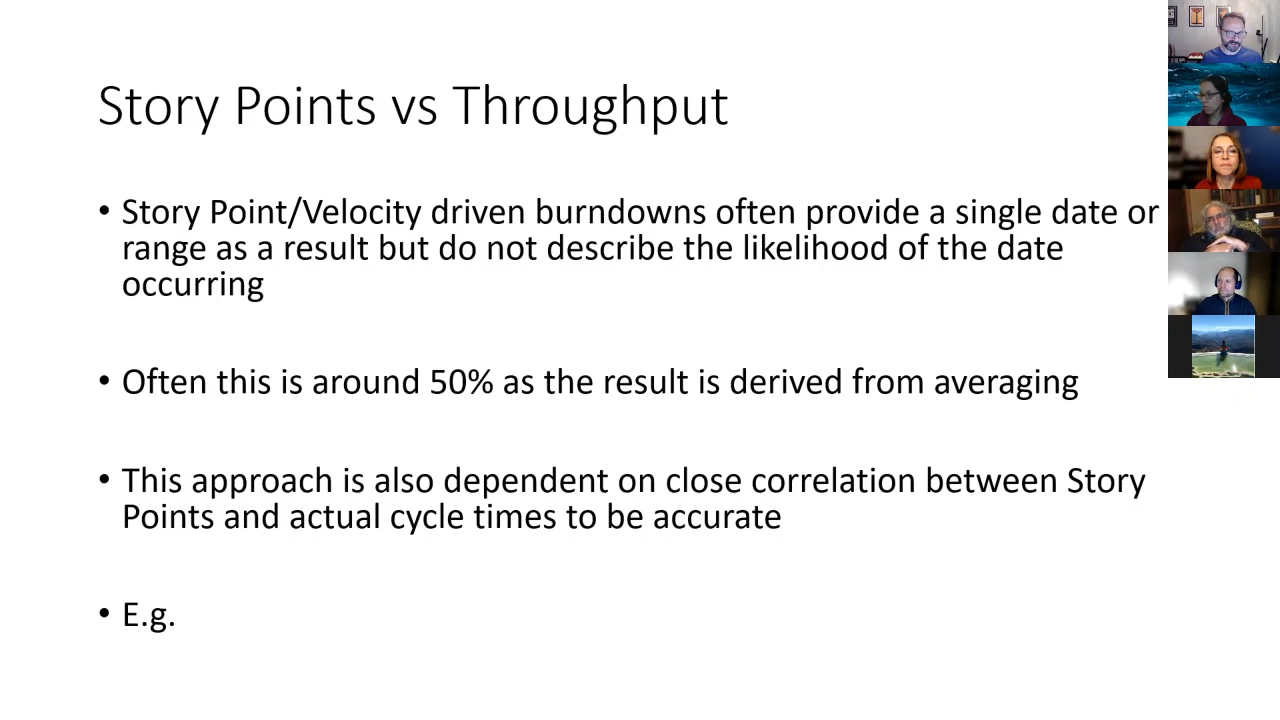 Story Points vs Throughput
• Story Point/Velocity driven burndowns often provide a single date or
range as a result but do not describe the likelihood of the date
occurring
• Often this is around 50% as the result is derived from averaging
• This approach is also dependent on close correlation between Story
Points and actual cycle times to be accurate
• E.g.